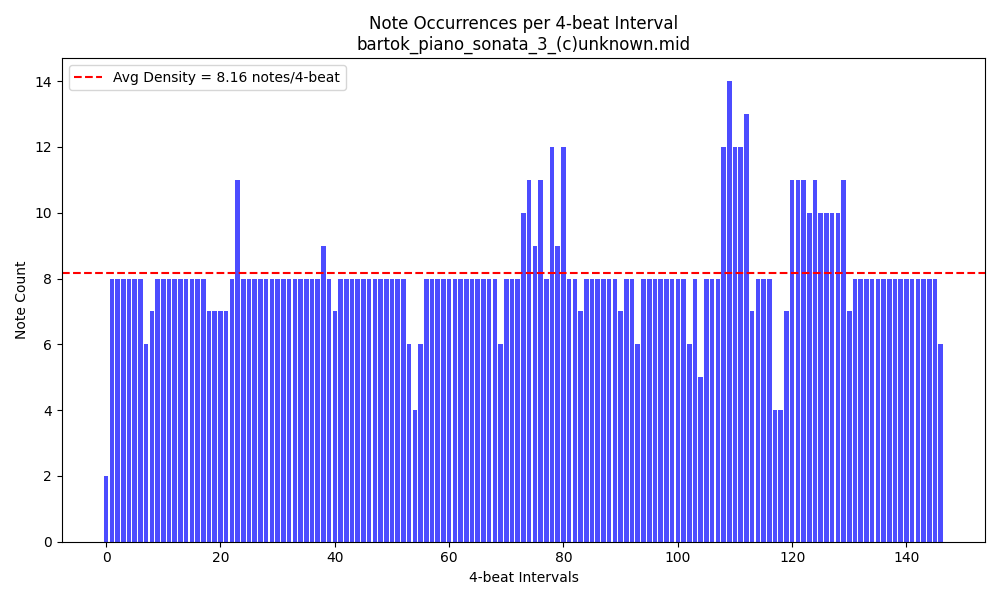 Note Occurrences per 4-beat Interval
bartok_piano_sonata_3_(c)unknown.mid
Avg Density = 8.16 notes/4-beat
Note Count
14
12
10
8
6
4
2
0
0 20 40 60 80 100 120 140
4-beat Intervals